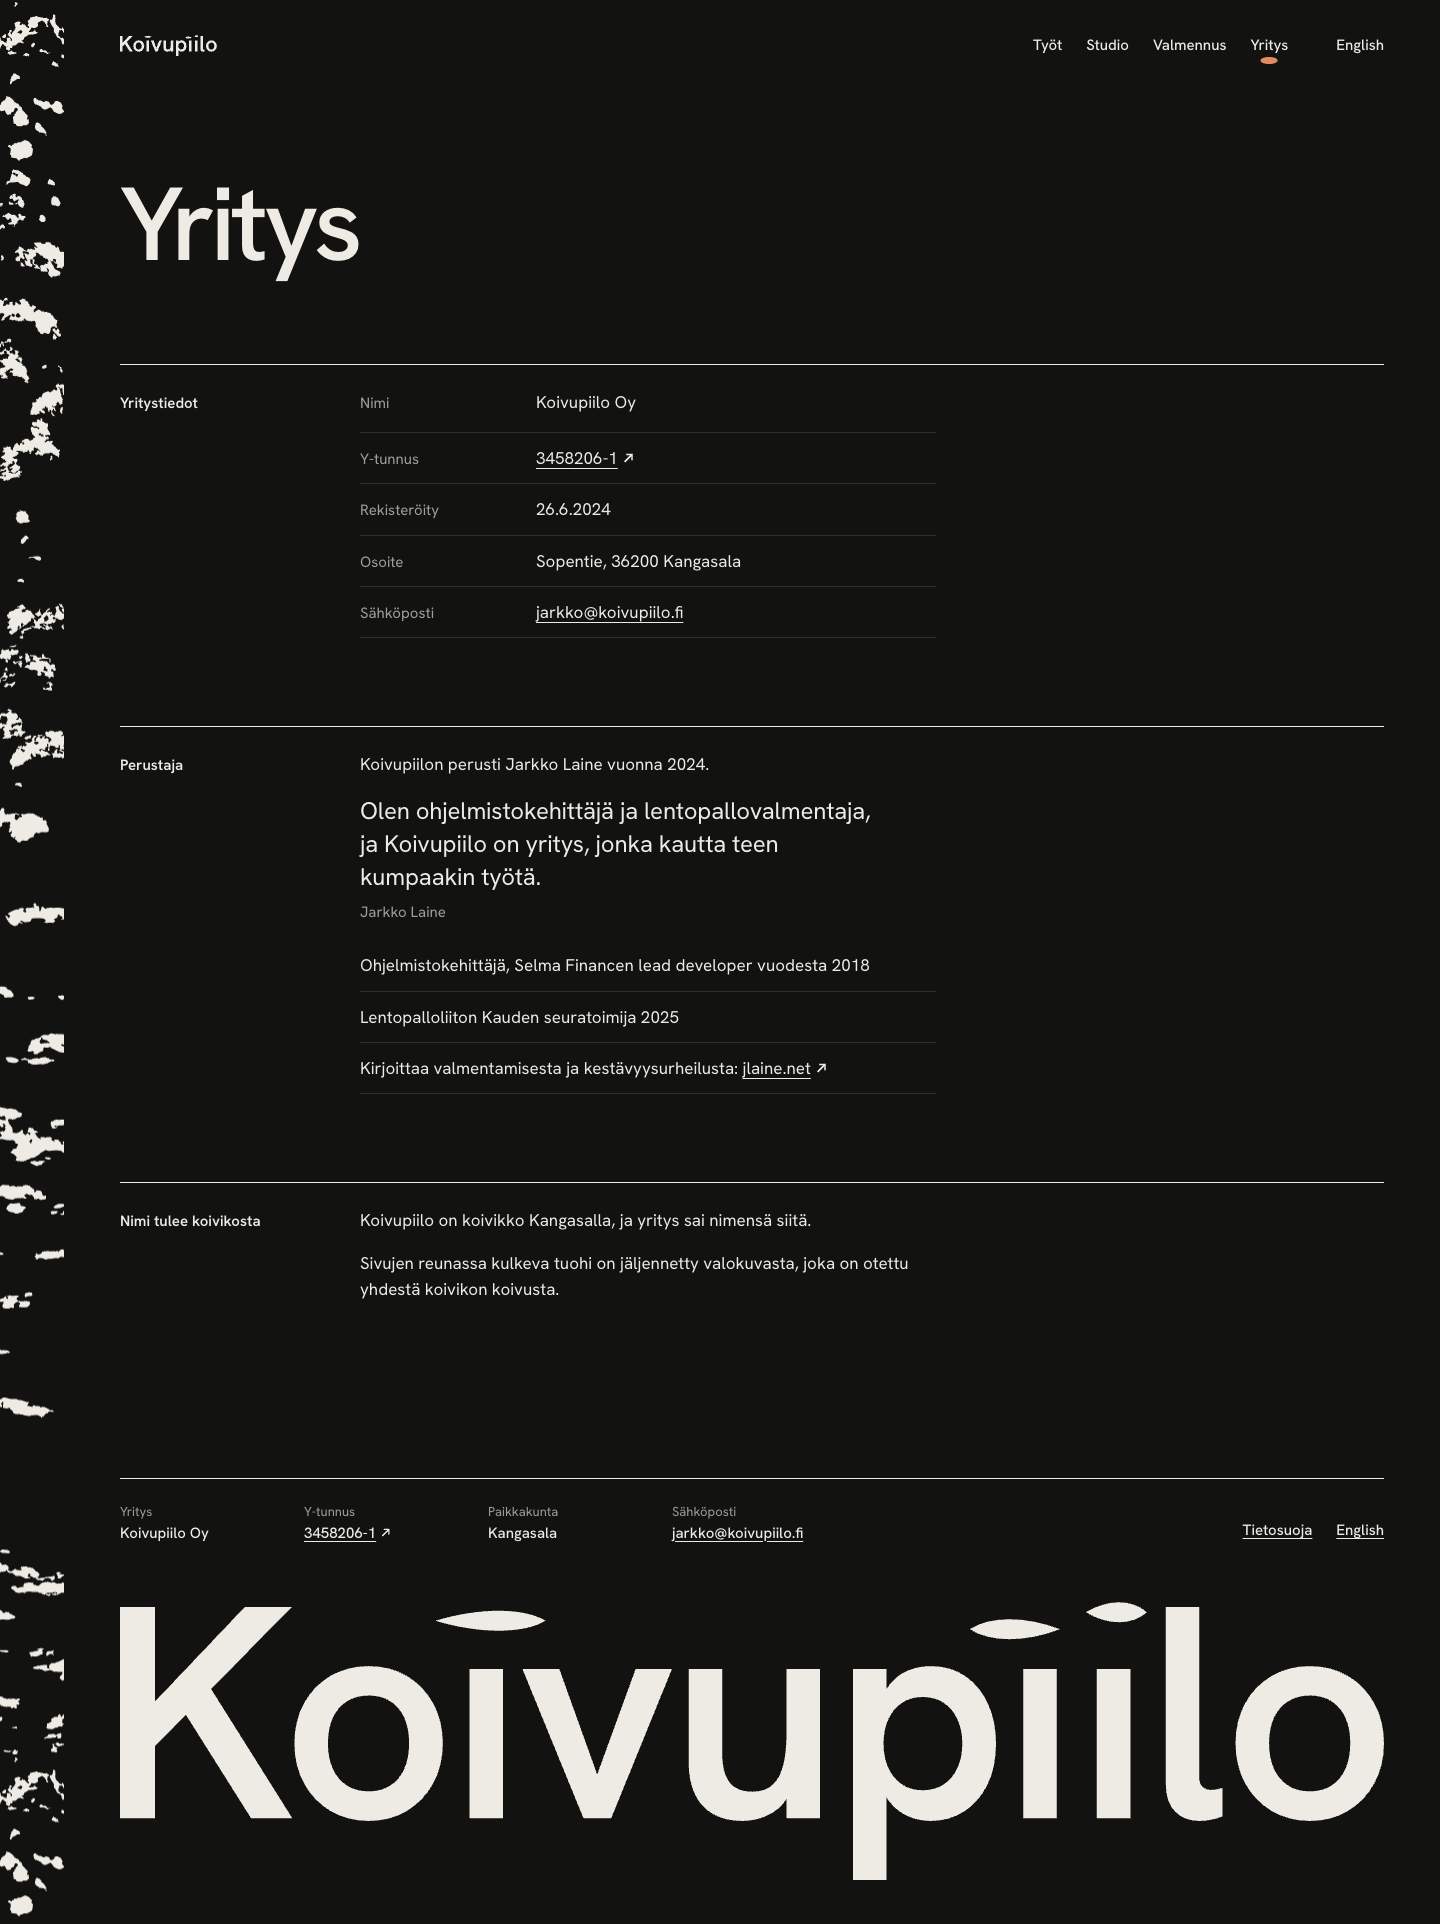 Koivupiilo
Työt Studio Valmennus Yritys English
Yritys
Yritystiedot
Nimi Koivupiilo Oy
Y-tunnus 3458206-1 ↗
Rekisteröity 26.6.2024
Osoite Sopentie, 36200 Kangasala
Sähköposti jarkko@koivupiilo.fi
Perustaja
Koivupiilon perusti Jarkko Laine vuonna 2024.
Olen ohjelmistokehittäjä ja lentopallovalmentaja,
ja Koivupiilo on yritys, jonka kautta teen
kumpaakin työtä.
Jarkko Laine
Ohjelmistokehittäjä, Selma Financen lead developer vuodesta 2018
Lentopalloliiton Kauden seuratoimija 2025
Kirjoittaa valmentamisesta ja kestävyysurheilusta: jlaine.net ↗
Nimi tulee koivikosta
Koivupiilo on koivikko Kangasalla, ja yritys sai nimensä siitä.
Sivujen reunassa kulkeva tuohi on jäljennetty valokuvasta, joka on otettu
yhdestä koivikon koivusta.
Yritys Y-tunnus Paikkakunta Sähköposti
Koivupiilo Oy 3458206-1 ↗ Kangasala jarkko@koivupiilo.fi Tietosuoja English
Koivupiilo